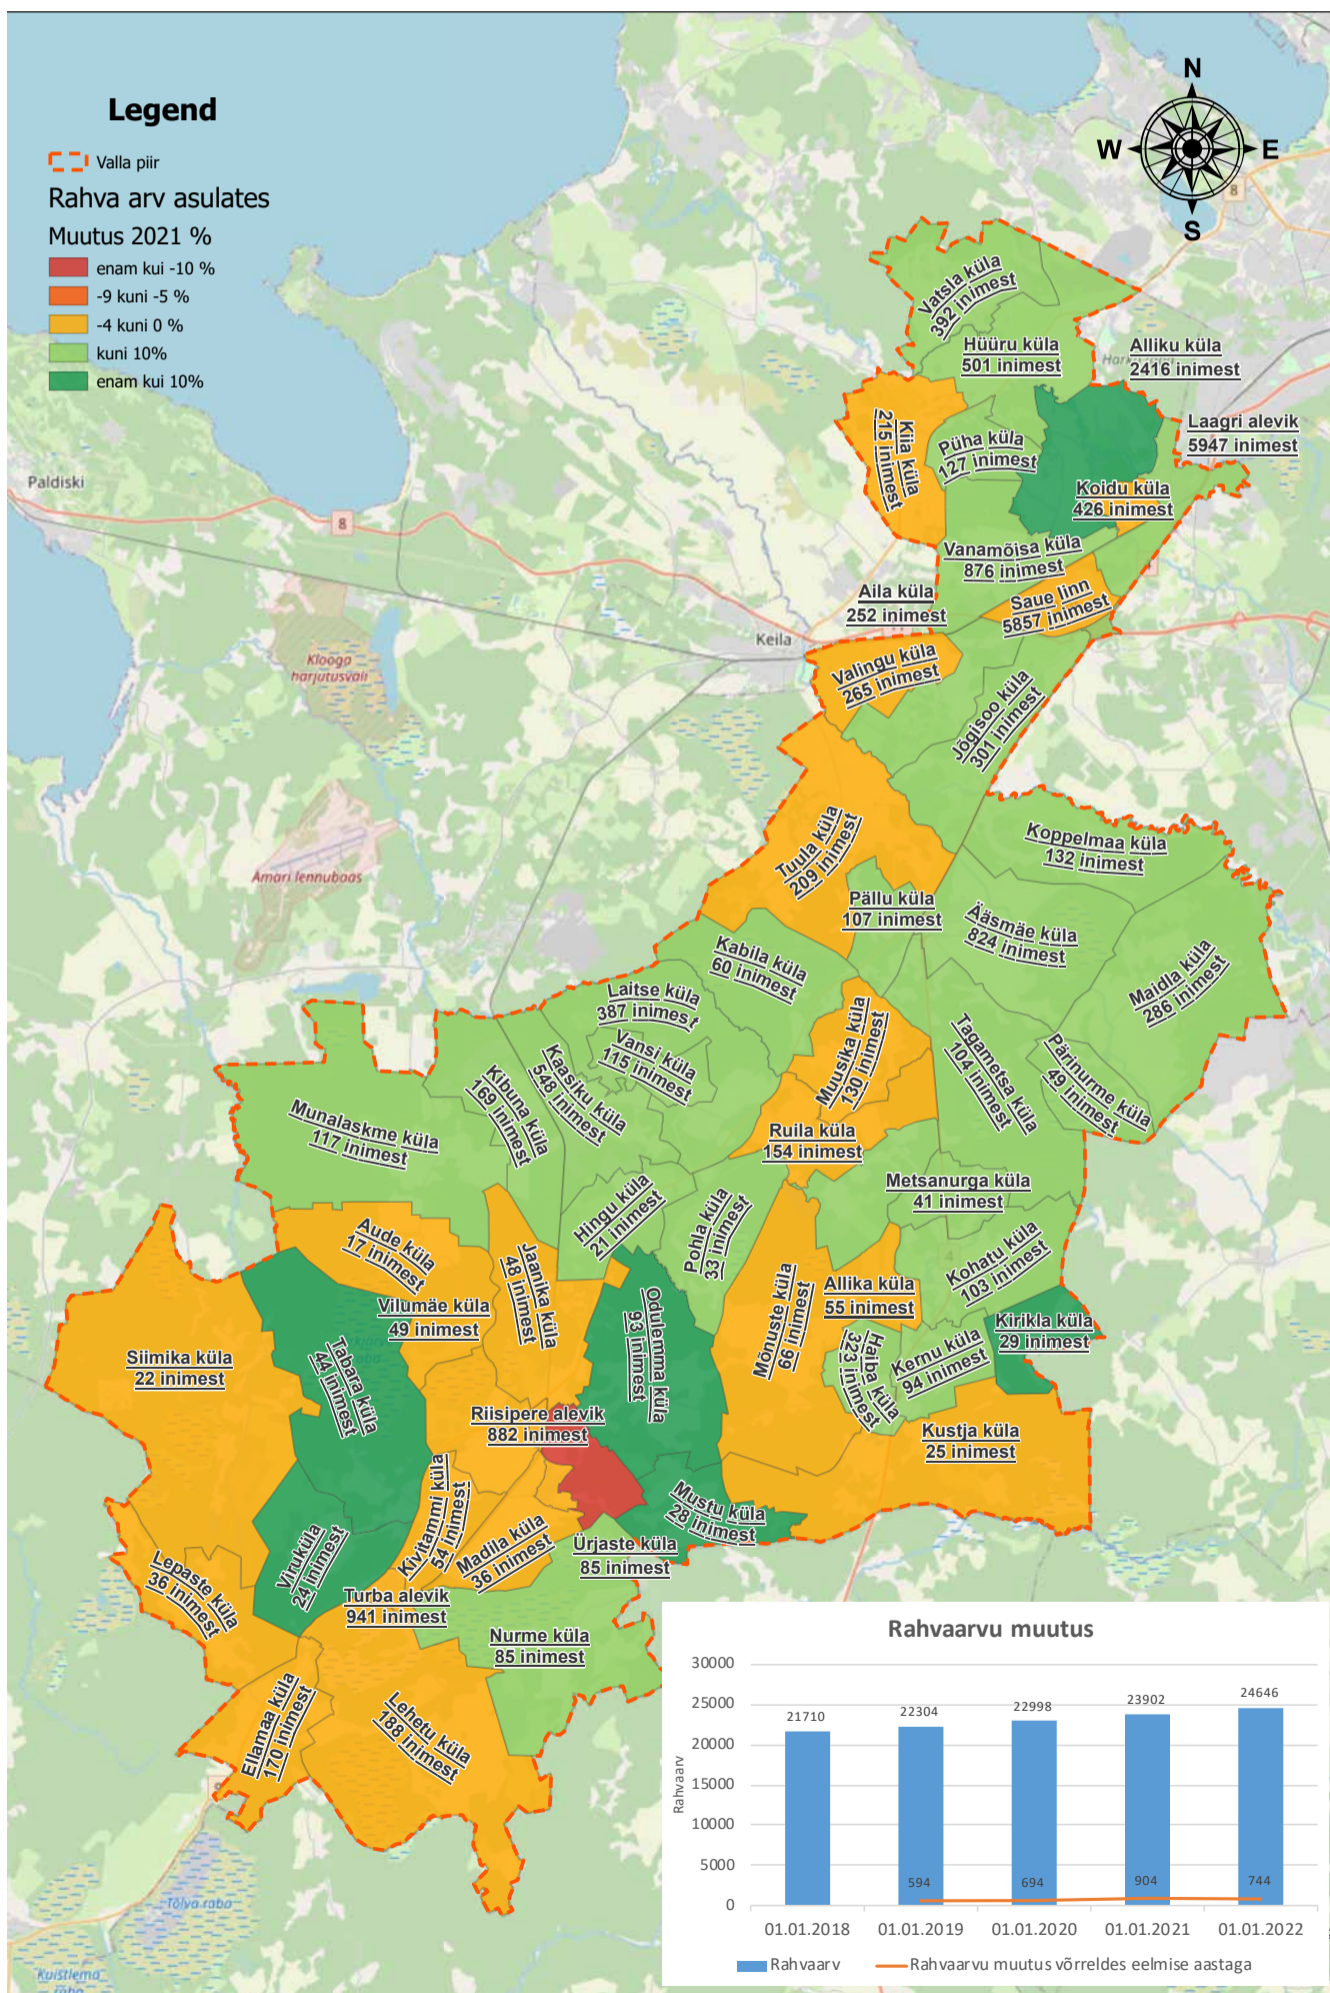 Legend
Valla piir
Rahva arv asulates
Muutus 2021 %
enam kui -10 %
-9 kuni -5 %
-4 kuni 0 %
kuni 10%
enam kui 10%
N
W
E
S
8
Vatsla küla
392 inimest
Hüüru küla
501 inimest
Alliku küla
2416 inimest
Laagri alevik
5947 inimest
Kiia küla
215 inimest
Püha küla
127 inimest
Koidu küla
426 inimest
Paldiski
8
Vanamõisa küla
876 inimest
Aila küla
252 inimest
Saue linn
5857 inimest
Keila
Valingu küla
265 inimest
Klooga
harjutusväli
Jõgisoo küla
301 inimest
Tuula küla
209 inimest
Koppelmaa küla
132 inimest
Ämari lennubaas
Pällu küla
107 inimest
Ääsmäe küla
824 inimest
Maidla küla
286 inimest
Kabila küla
60 inimest
Laitse küla
387 inimest
Vansi küla
115 inimest
Muusika küla
130 inimest
Tagametsa küla
104 inimest
Pärinurme küla
49 inimest
Kaasiku küla
548 inimest
Kibuna küla
169 inimest
Munalaskme küla
117 inimest
Ruila küla
154 inimest
Metsanurga küla
41 inimest
Hingu küla
21 inimest
Pohla küla
33 inimest
Kohatu küla
103 inimest
4
Aude küla
17 inimest
Jaanika küla
48 inimest
Vilumäe küla
49 inimest
Odulemma küla
93 inimest
Mõnuste küla
66 inimest
Allika küla
55 inimest
Kirikla küla
29 inimest
Haiba küla
323 inimest
Kernu küla
94 inimest
Siimika küla
22 inimest
Tabara küla
44 inimest
Riisipere alevik
882 inimest
Kustja küla
25 inimest
Kivitammi küla
54 inimest
Madila küla
36 inimest
Mustu küla
28 inimest
Ürjaste küla
85 inimest
Viruküla
24 inimest
Lepaste küla
36 inimest
Turba alevik
941 inimest
Nurme küla
85 inimest
Ellamaa küla
170 inimest
Lehetu küla
188 inimest
9
Tõlva raba
Kuistlema
raba
Rahvaarvu muutus
30000
25000
20000
15000
10000
5000
0
Rahvaarv
21710
22304
22998
23902
24646
594
694
904
744
01.01.2018
01.01.2019
01.01.2020
01.01.2021
01.01.2022
Rahvaarv
Rahvaarvu muutus võrreldes eelmise aastaga